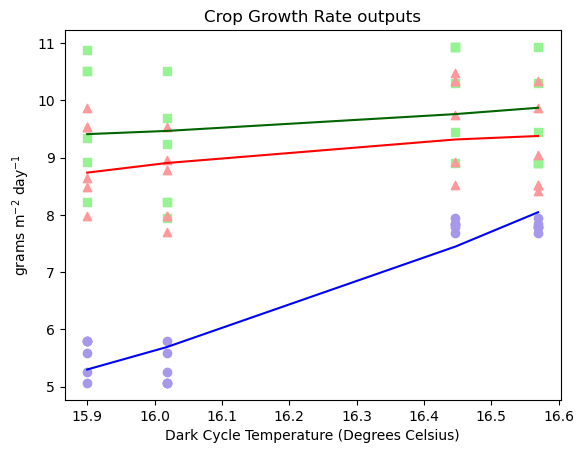 Crop Growth Rate outputs
11
10
9
8
7
6
5
grams m⁻² day⁻¹
15.9 16.0 16.1 16.2 16.3 16.4 16.5 16.6
Dark Cycle Temperature (Degrees Celsius)